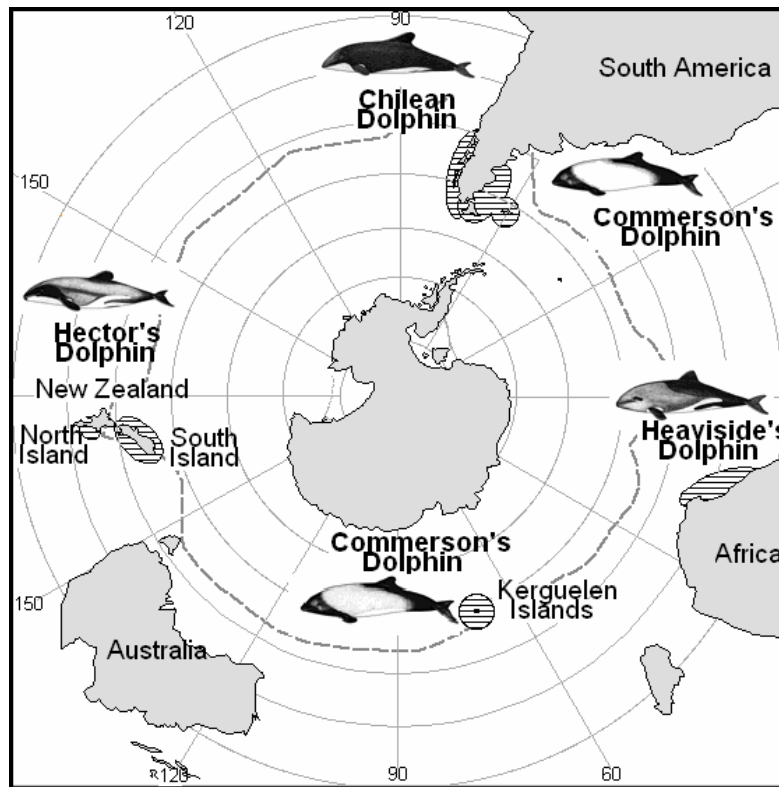 90
120
South America
Chilean
Dolphin
150
Commerson's
Dolphin
Hector's
Dolphin
New Zealand
North
Island
South
Island
Heaviside's
Dolphin
Commerson's
Dolphin
Africa
Kerguelen
Islands
150
Australia
120
90
60